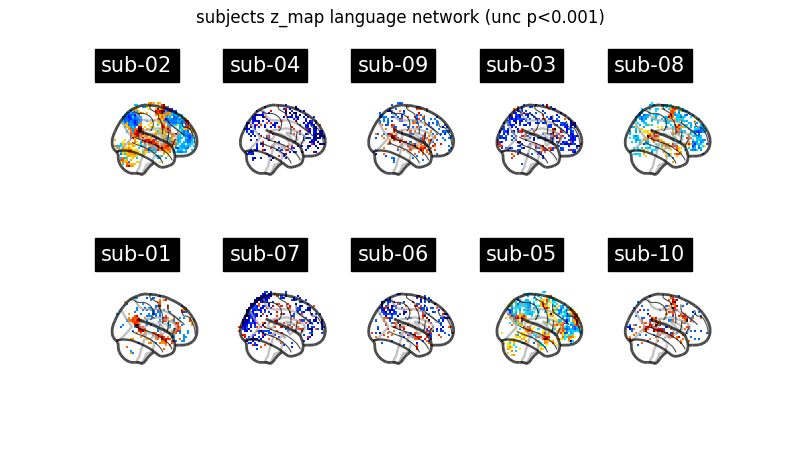 subjects z_map language network (unc p<0.001)
sub-02
sub-04
sub-09
sub-03
sub-08
sub-01
sub-07
sub-06
sub-05
sub-10